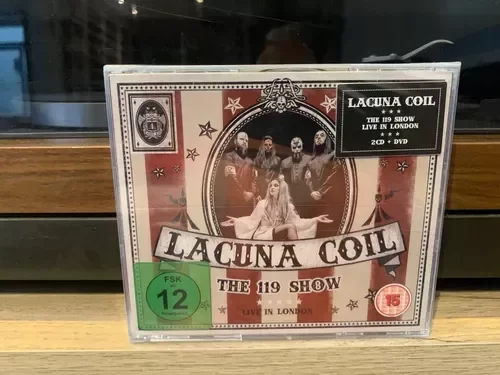 LACUNA COIL
THE 119 SHOW
LIVE IN LONDON
2CD + DVD
LACUNA COIL
THE 119 SHOW
LIVE IN LONDON
FSK
12
15